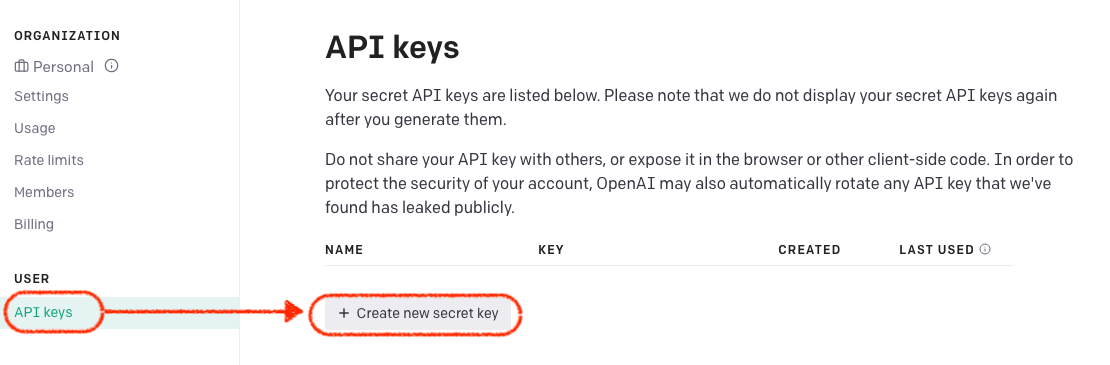 ORGANIZATION
Personal
Settings
Usage
Rate limits
Members
Billing
USER
API keys
API keys
Your secret API keys are listed below. Please note that we do not display your secret API keys again
after you generate them.
Do not share your API key with others, or expose it in the browser or other client-side code. In order to
protect the security of your account, OpenAI may also automatically rotate any API key that we've
found has leaked publicly.
NAME KEY CREATED LAST USED
+ Create new secret key